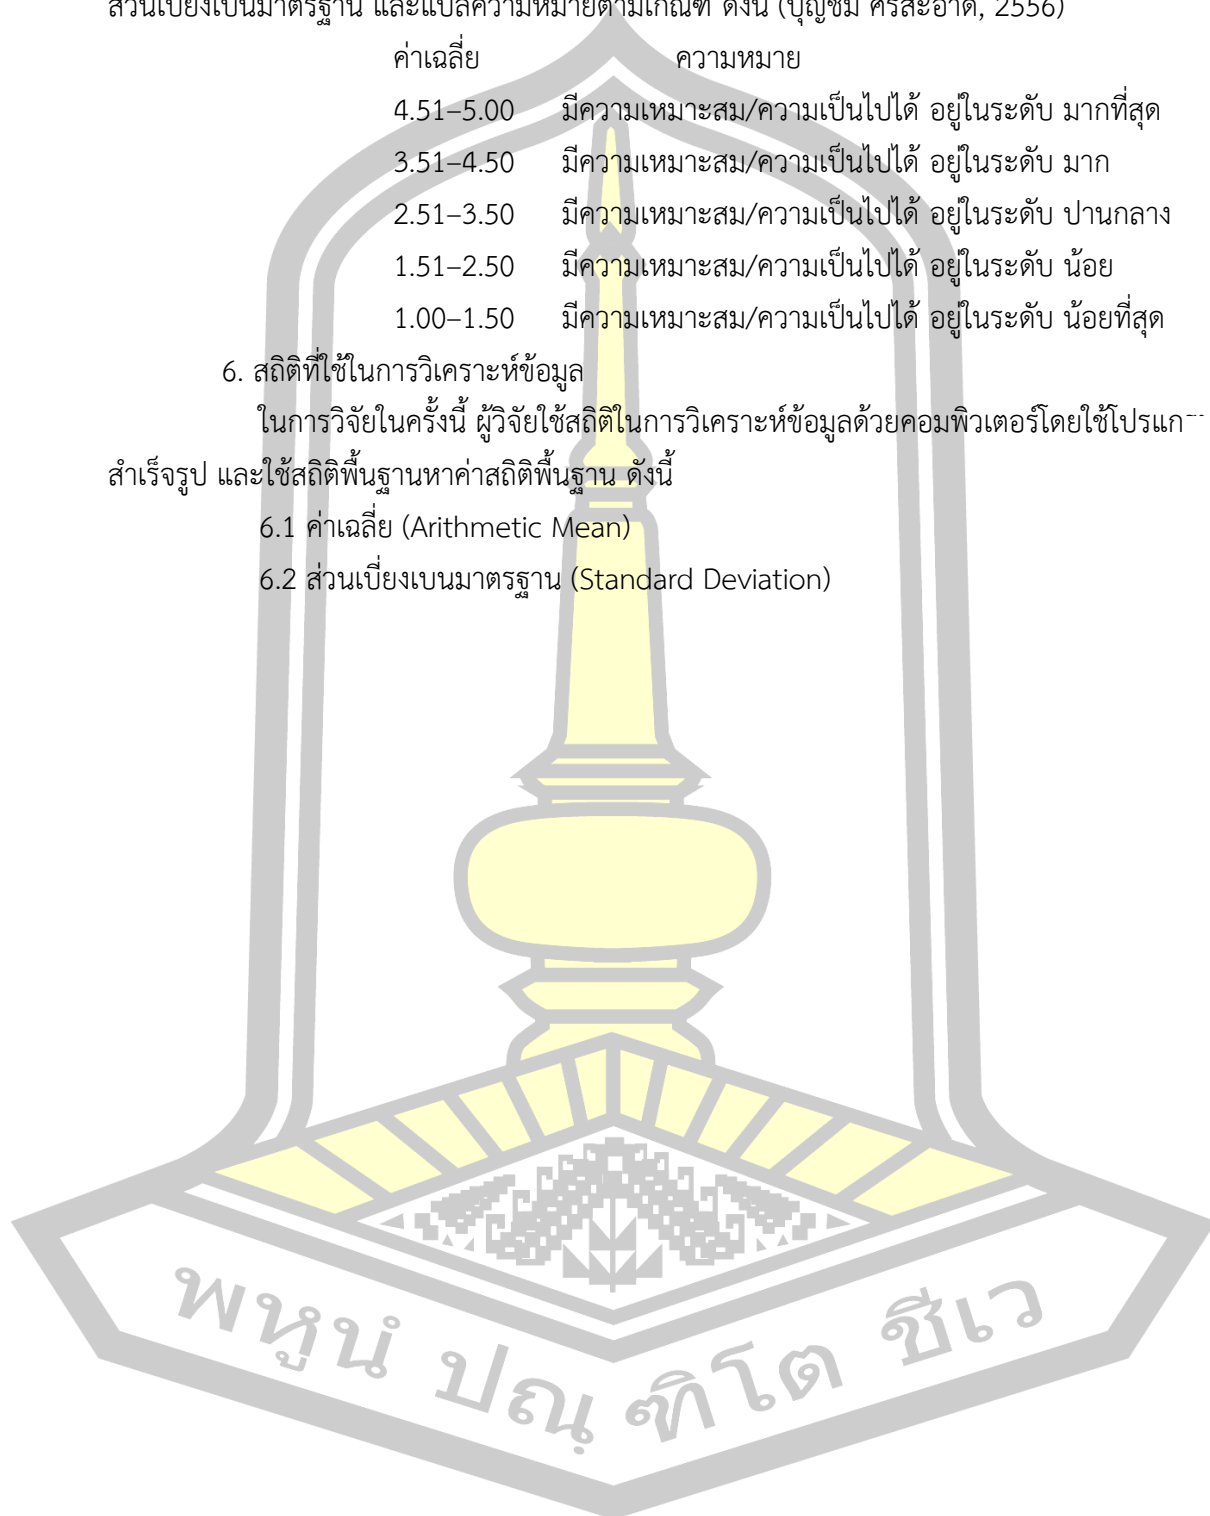 ส่วนเบี่ยงเบนมาตรฐาน และแปลความหมายตามเกณฑ์ ดังนี้ (บุญชม ศรีสะอาด, 2556)
ค่าเฉลี่ย ความหมาย
4.51–5.00 มีความเหมาะสม/ความเป็นไปได้ อยู่ในระดับ มากที่สุด
3.51–4.50 มีความเหมาะสม/ความเป็นไปได้ อยู่ในระดับ มาก
2.51–3.50 มีความเหมาะสม/ความเป็นไปได้ อยู่ในระดับ ปานกลาง
1.51–2.50 มีความเหมาะสม/ความเป็นไปได้ อยู่ในระดับ น้อย
1.00–1.50 มีความเหมาะสม/ความเป็นไปได้ อยู่ในระดับ น้อยที่สุด
6. สถิติที่ใช้ในการวิเคราะห์ข้อมูล
ในการวิจัยในครั้งนี้ ผู้วิจัยใช้สถิติในการวิเคราะห์ข้อมูลด้วยคอมพิวเตอร์โดยใช้
สำเร็จรูป และใช้สถิติพื้นฐานหาค่าสถิติพื้นฐาน ดังนี้
6.1 ค่าเฉลี่ย (Arithmetic Mean)
6.2 ส่วนเบี่ยงเบนมาตรฐาน (Standard Deviation)
พหูนํ ปณฺฑิโต ชีเว